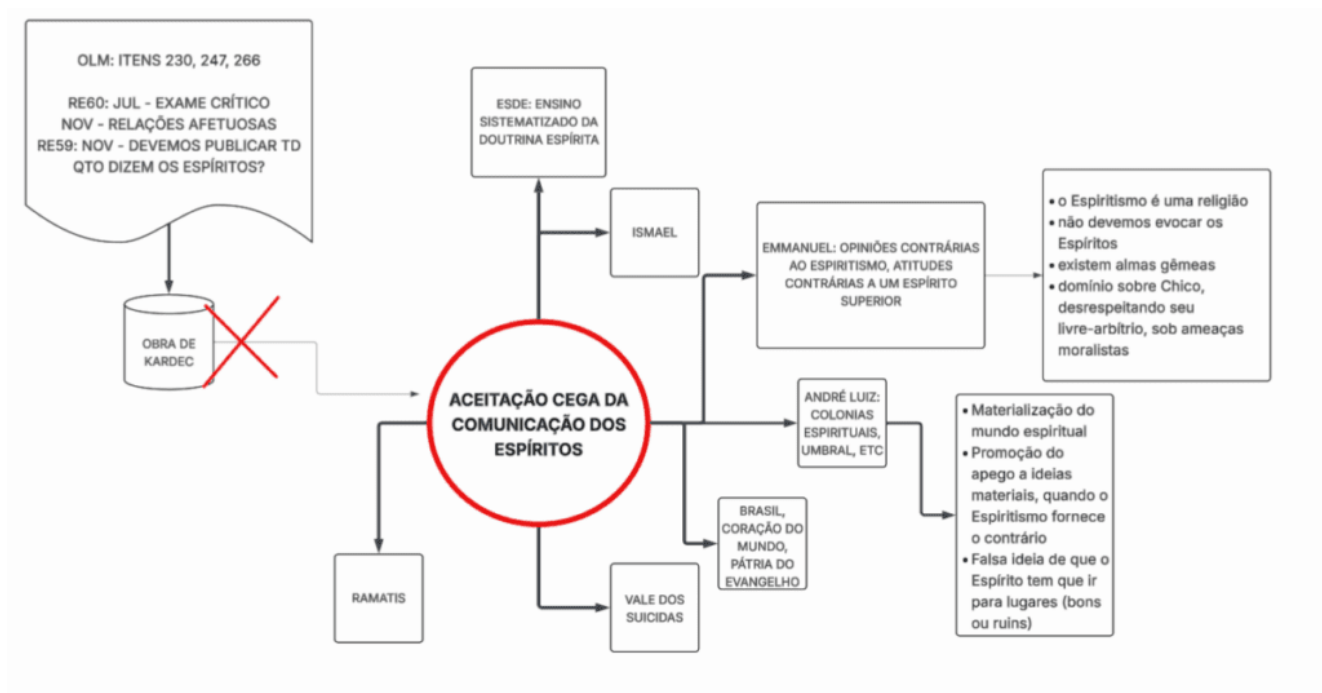 OLM: ITENS 230, 247, 266
RE60: JUL - EXAME CRÍTICO
NOV - RELAÇÕES AFETUOSAS
RE59: NOV - DEVEMOS PUBLICAR TD
QTO DIZEM OS ESPÍRITOS?
OBRA DE
KARDEC
ESDE: ENSINO
SISTEMATIZADO DA
DOUTRINA ESPÍRITA
ISMAEL
EMMANUEL: OPINIÕES CONTRÁRIAS
AO ESPIRITISMO, ATITUDES
CONTRÁRIAS A UM ESPÍRITO
SUPERIOR
• o Espiritismo é uma religião
• não devemos evocar os
Espíritos
• existem almas gêmeas
• domínio sobre Chico,
desrespeitando seu
livre-arbítrio, sob ameaças
moralistas
ACEITAÇÃO CEGA DA
COMUNICAÇÃO DOS
ESPÍRITOS
ANDRÉ LUIZ:
COLONIAS
ESPIRITUAIS,
UMBRAL, ETC
• Materialização do
mundo espiritual
• Promoção do
apego a ideias
materiais, quando o
Espiritismo fornece
o contrário
• Falsa ideia de que o
Espírito tem que ir
para lugares (bons
ou ruins)
BRASIL,
CORAÇÃO DO
MUNDO,
PÁTRIA DO
EVANGELHO
RAMATIS
VALE DOS
SUICIDAS